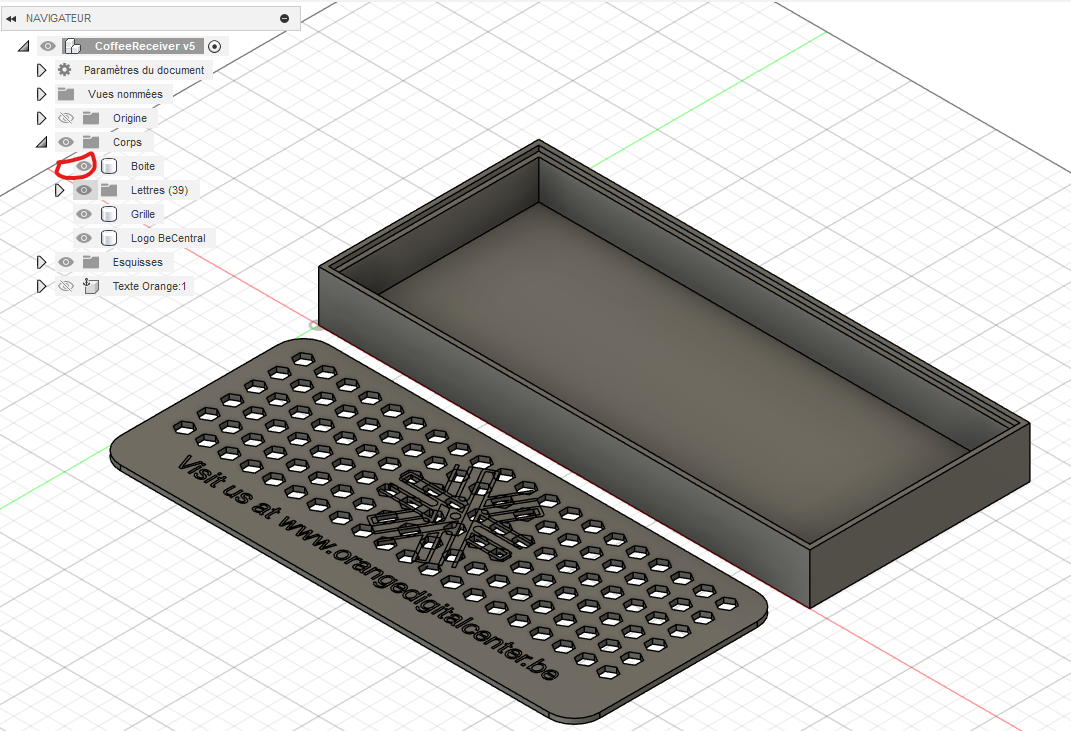 NAVIGATEUR
CoffeeReceiver v5
Paramètres du document
Vues nommées
Origine
Corps
Boite
Lettres (39)
Grille
Logo BeCentral
Esquisses
Texte Orange:1
Visit us at www.orangedigitalcenter.be